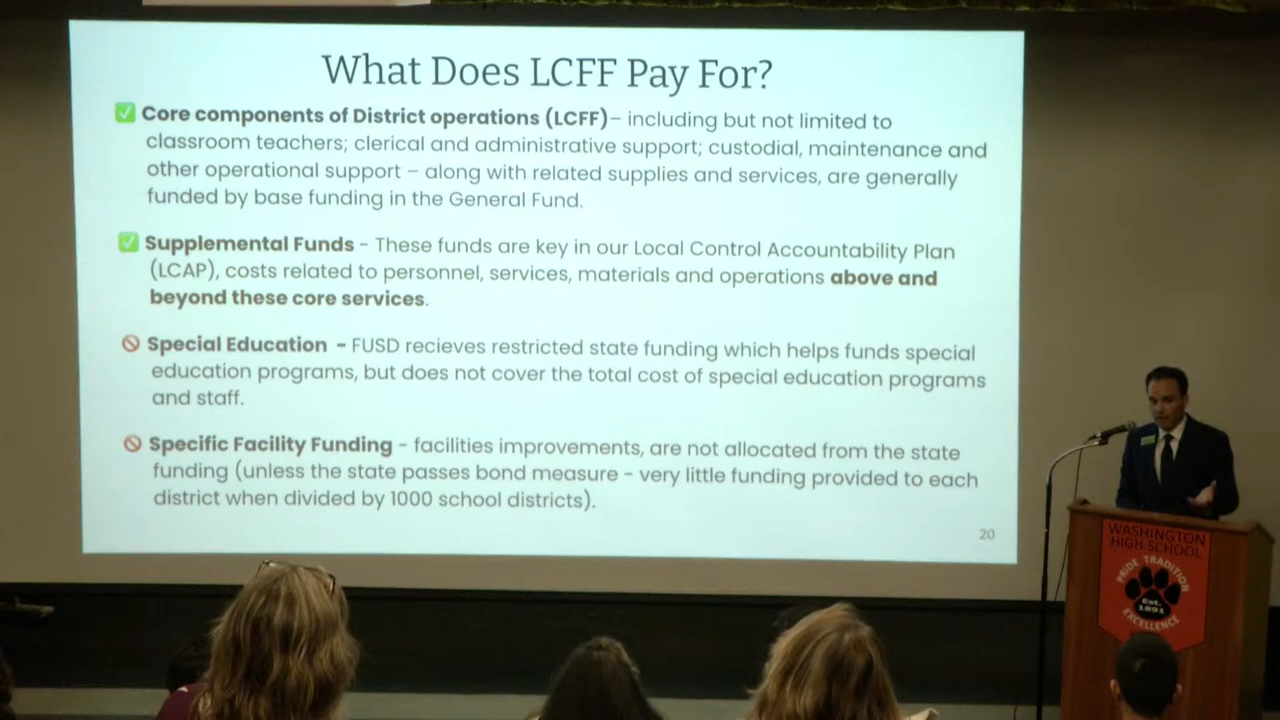 What Does LCFF Pay For?
✅ Core components of District operations (LCFF)– including but not limited to
classroom teachers; clerical and administrative support; custodial, maintenance and
other operational support – along with related supplies and services, are generally
funded by base funding in the General Fund.
✅ Supplemental Funds - These funds are key in our Local Control Accountability Plan
(LCAP), costs related to personnel, services, materials and operations above and
beyond these core services.
🚫 Special Education - FUSD recieves restricted state funding which helps funds special
education programs, but does not cover the total cost of special education programs
and staff.
🚫 Specific Facility Funding - facilities improvements, are not allocated from the state
funding (unless the state passes bond measure - very little funding provided to each
district when divided by 1000 school districts).
20
WASHINGTON
HIGH SCHOOL
PRIDE TRADITION
Est.
1891
EXCELLENCE